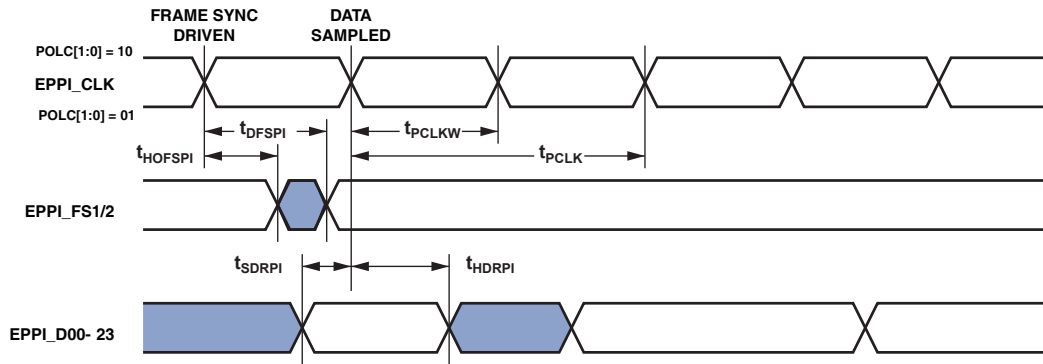 FRAME SYNC
DRIVEN
DATA
SAMPLED
POLC[1:0] = 10
EPPI_CLK
POLC[1:0] = 01
tDFSPI
tPCLKW
tHOFSPI
tPCLK
EPPI_FS1/2
tSDRPI
tHDRPI
EPPI_D00- 23